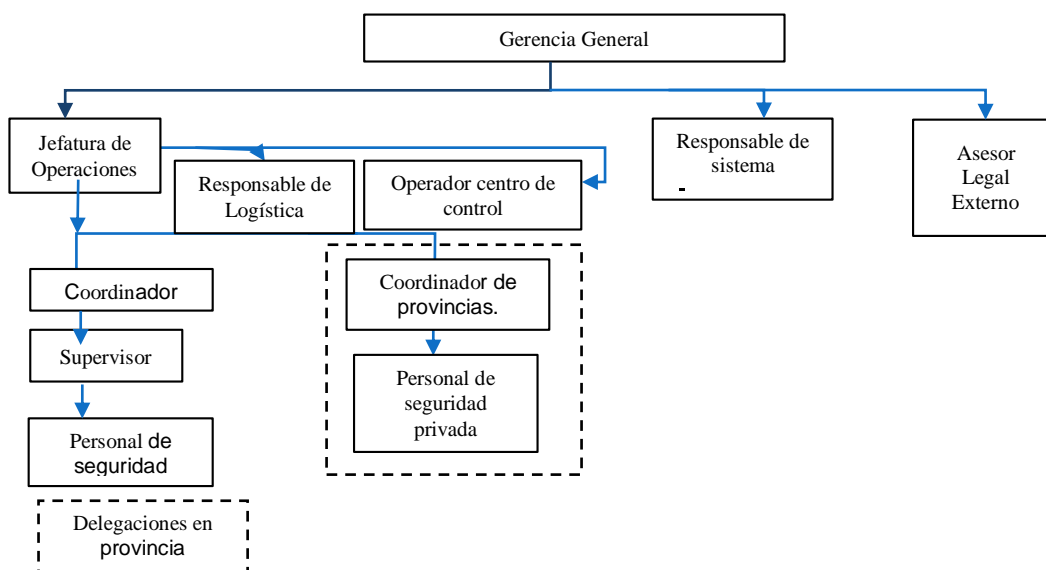 Gerencia General
Jefatura de
Operaciones
Responsable de
Logística
Operador centro de
control
Responsable de
sistema
-
Asesor
Legal
Externo
Coordinador
Coordinador de
provincias.
Supervisor
Personal de
seguridad
privada
Personal de
seguridad
Delegaciones en
provincia